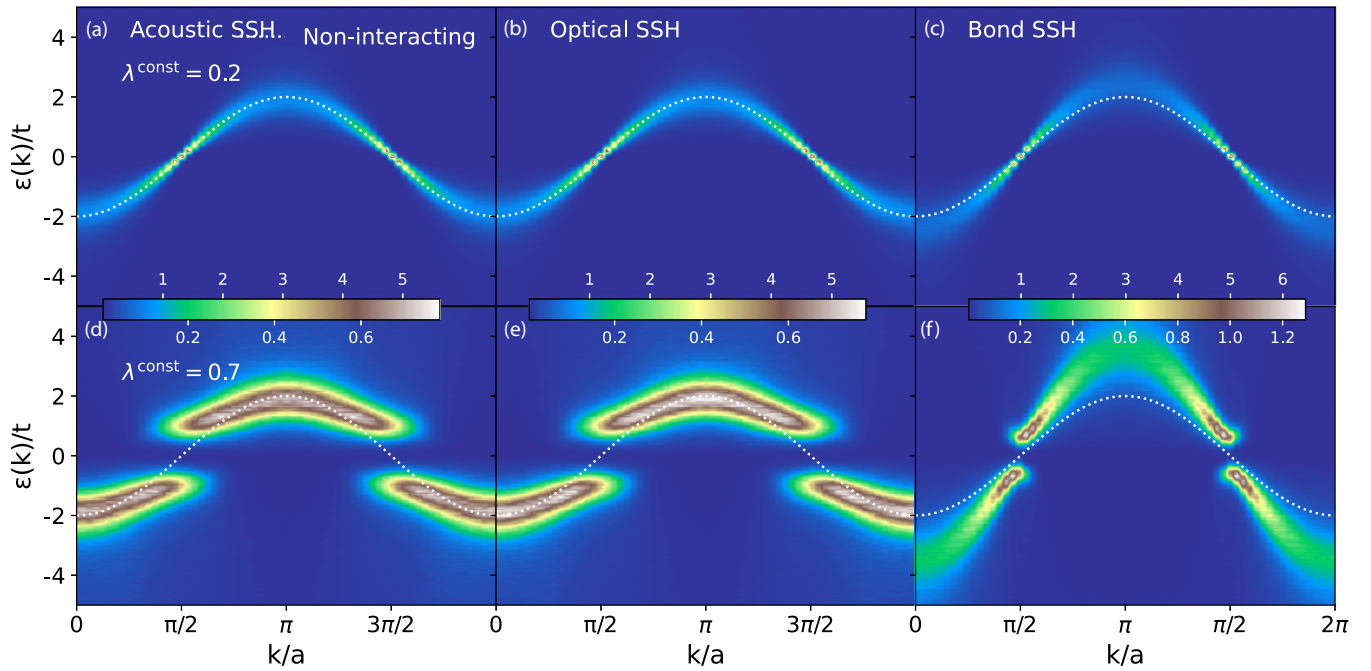 (a) Acoustic SSH..... Non-interacting
(b) Optical SSH
(c) Bond SSH
λ^const = 0.2
ε(k)/t
4
2
0
-2
-4
1 2 3 4 5
0.2 0.4 0.6
1 2 3 4 5
0.2 0.4 0.6
1 2 3 4 5 6
0.2 0.4 0.6 0.8 1.0 1.2
(d)
(e)
(f)
λ^const = 0.7
ε(k)/t
4
2
0
-2
-4
0 π/2 π 3π/2 0 π/2 π 3π/2 0 π/2 π π/2 2π
k/a k/a k/a